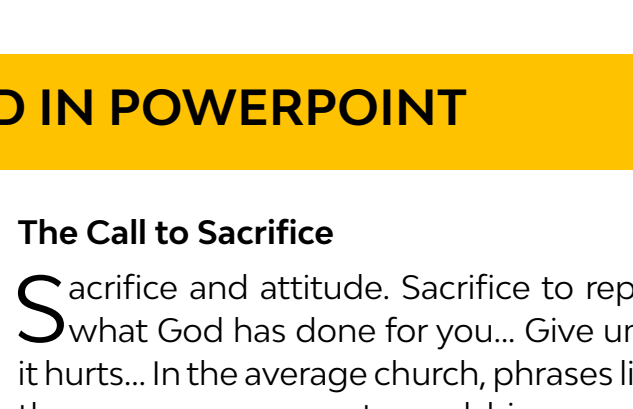 D IN POWERPOINT
The Call to Sacrifice
Sacrifice and attitude. Sacrifice to rep
what God has done for you... Give un
it hurts... In the average church, phrases li